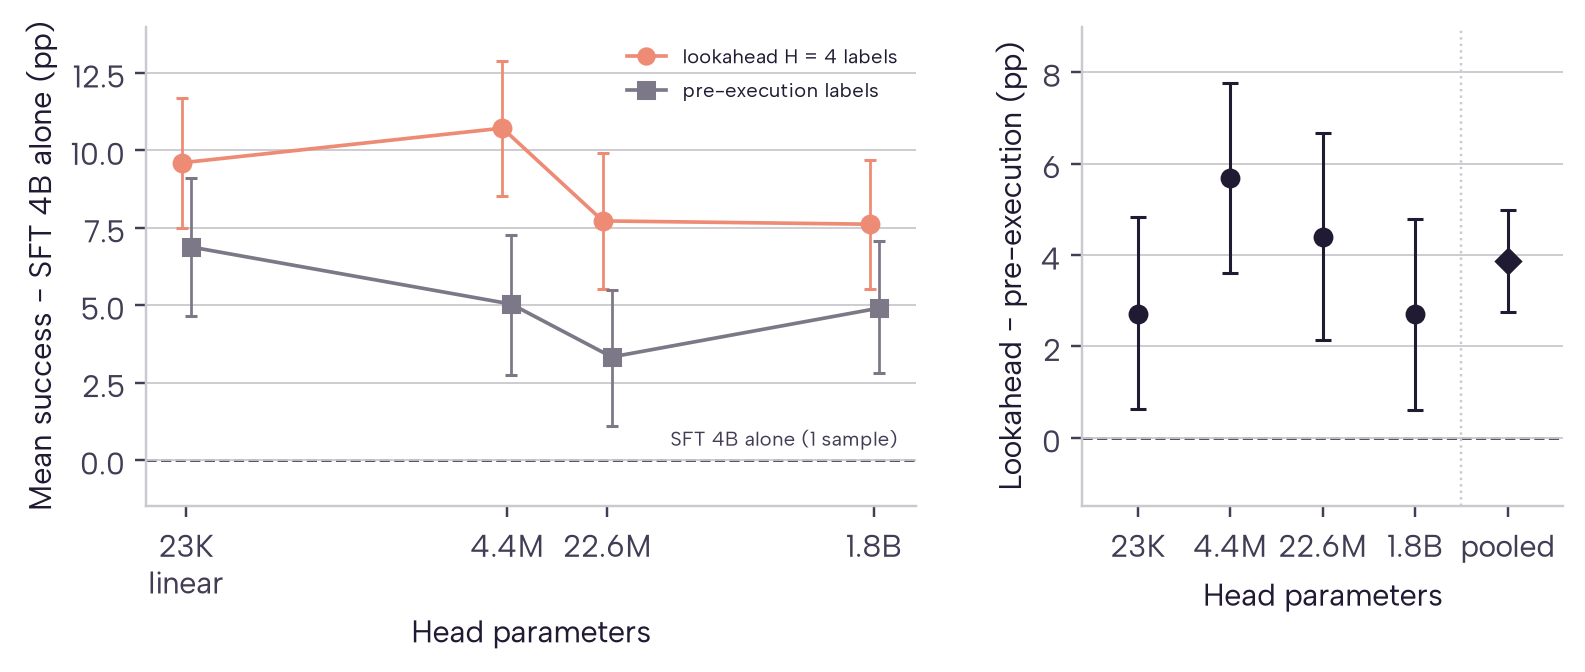 Mean success – SFT 4B alone (pp)
12.5
10.0
7.5
5.0
2.5
0.0
lookahead H = 4 labels
pre-execution labels
SFT 4B alone (1 sample)
23K
linear
4.4M
22.6M
1.8B
Head parameters
Lookahead – pre-execution (pp)
8
6
4
2
0
23K
4.4M
22.6M
1.8B
pooled
Head parameters